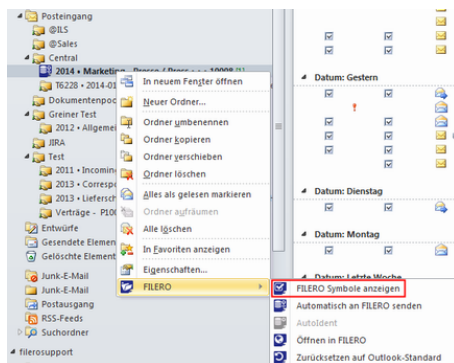 Posteingang
@ILS
@Sales
Central
2014 • Marketing
T6228 • 2014-01
Dokumentenpoc
Greiner Test
2012 • Allgemei
JIRA
Test
2011 • Incomin
2013 • Corresp
2013 • Liefersch
Verträge - P100
Entwürfe
Gesendete Elemen
Gelöschte Element
Junk-E-Mail
Junk-E-Mail
Postausgang
RSS-Feeds
Suchordner
filerosupport
In neuem Fenster öffnen
Neuer Ordner...
Ordner umbenennen
Ordner kopieren
Ordner verschieben
Ordner löschen
Alles als gelesen markieren
Ordner aufräumen
Alle löschen
In Favoriten anzeigen
Eigenschaften...
FILERO
Datum: Gestern
Datum: Dienstag
Datum: Montag
Datum: Letzte Woche
FILERO Symbole anzeigen
Automatisch an FILERO senden
AutoIdent
Öffnen in FILERO
Zurücksetzen auf Outlook-Standard